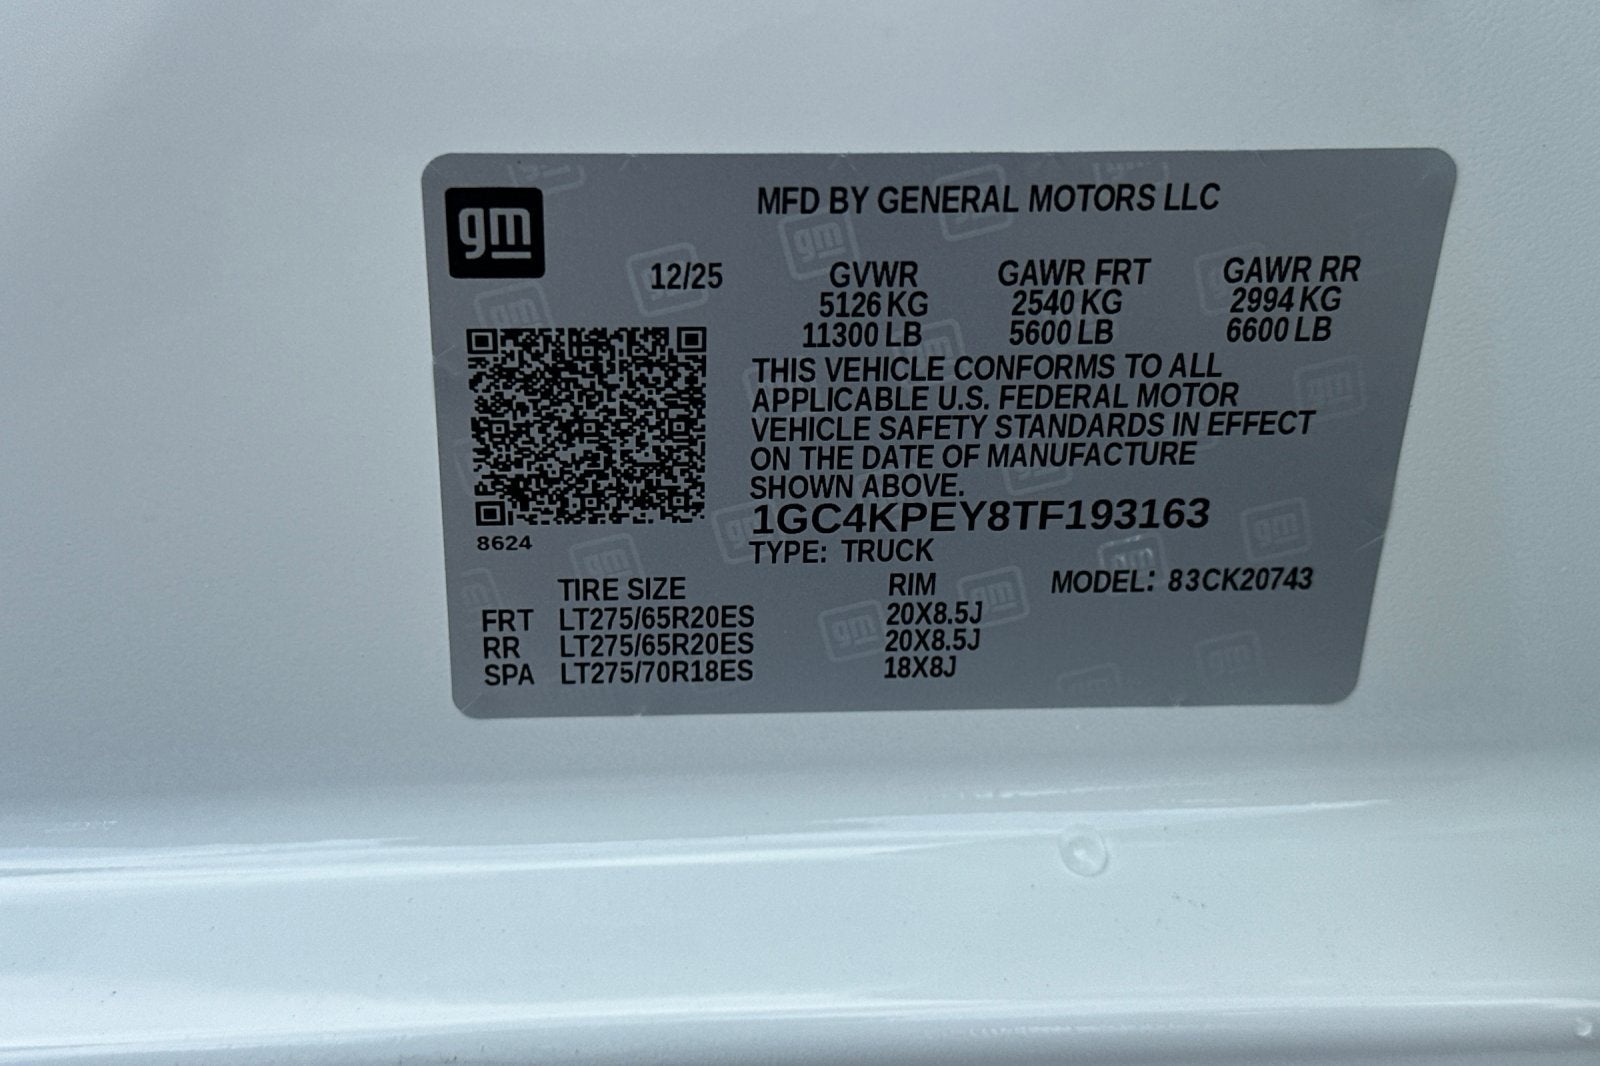 gm
MFD BY GENERAL MOTORS LLC
12/25 GVWR GAWR FRT GAWR RR
5126 KG 2540 KG 2994 KG
11300 LB 5600 LB 6600 LB
THIS VEHICLE CONFORMS TO ALL
APPLICABLE U.S. FEDERAL MOTOR
VEHICLE SAFETY STANDARDS IN EFFECT
ON THE DATE OF MANUFACTURE
SHOWN ABOVE.
1GC4KPEY8TF193163
8624
TYPE: TRUCK
TIRE SIZE RIM MODEL: 83CK20743
FRT LT275/65R20ES 20X8.5J
RR LT275/65R20ES 20X8.5J
SPA LT275/70R18ES 18X8J